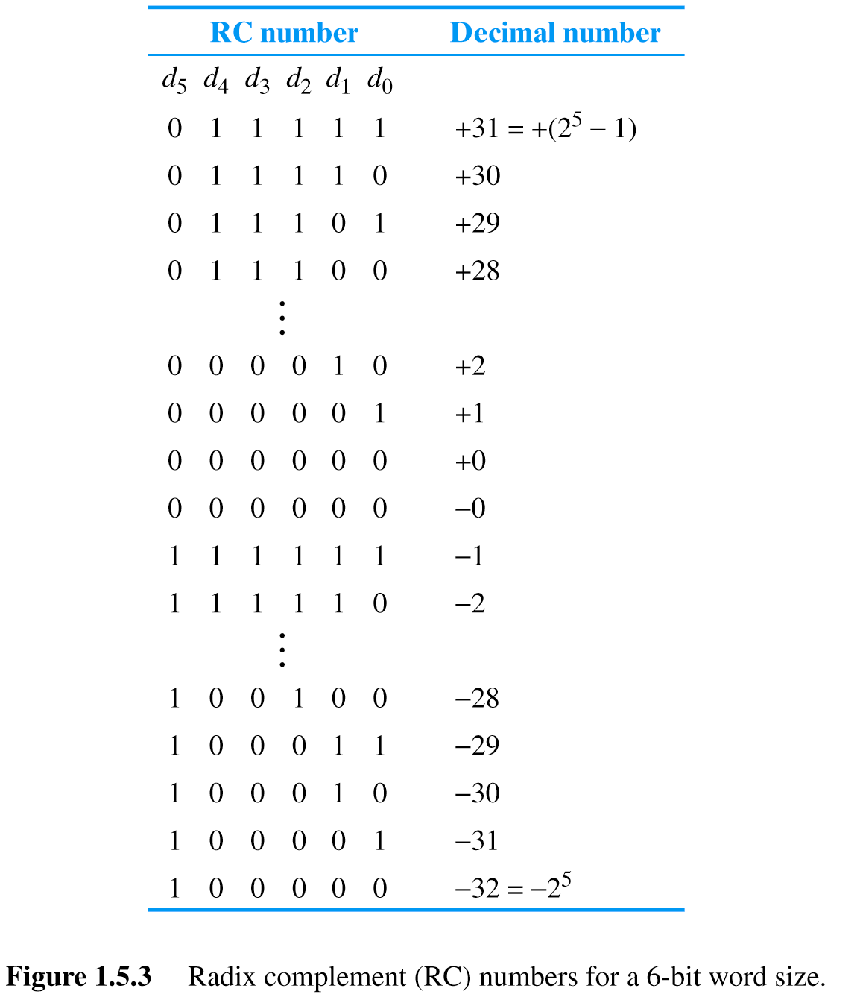 RC number Decimal number
d₅ d₄ d₃ d₂ d₁ d₀
0 1 1 1 1 1 +31 = +(2⁵ – 1)
0 1 1 1 1 0 +30
0 1 1 1 0 1 +29
0 1 1 1 0 0 +28
⋮
0 0 0 0 1 0 +2
0 0 0 0 0 1 +1
0 0 0 0 0 0 +0
0 0 0 0 0 0 –0
1 1 1 1 1 1 –1
1 1 1 1 1 0 –2
⋮
1 0 0 1 0 0 –28
1 0 0 0 1 1 –29
1 0 0 0 1 0 –30
1 0 0 0 0 1 –31
1 0 0 0 0 0 –32 = –2⁵
Figure 1.5.3 Radix complement (RC) numbers for a 6-bit word size.